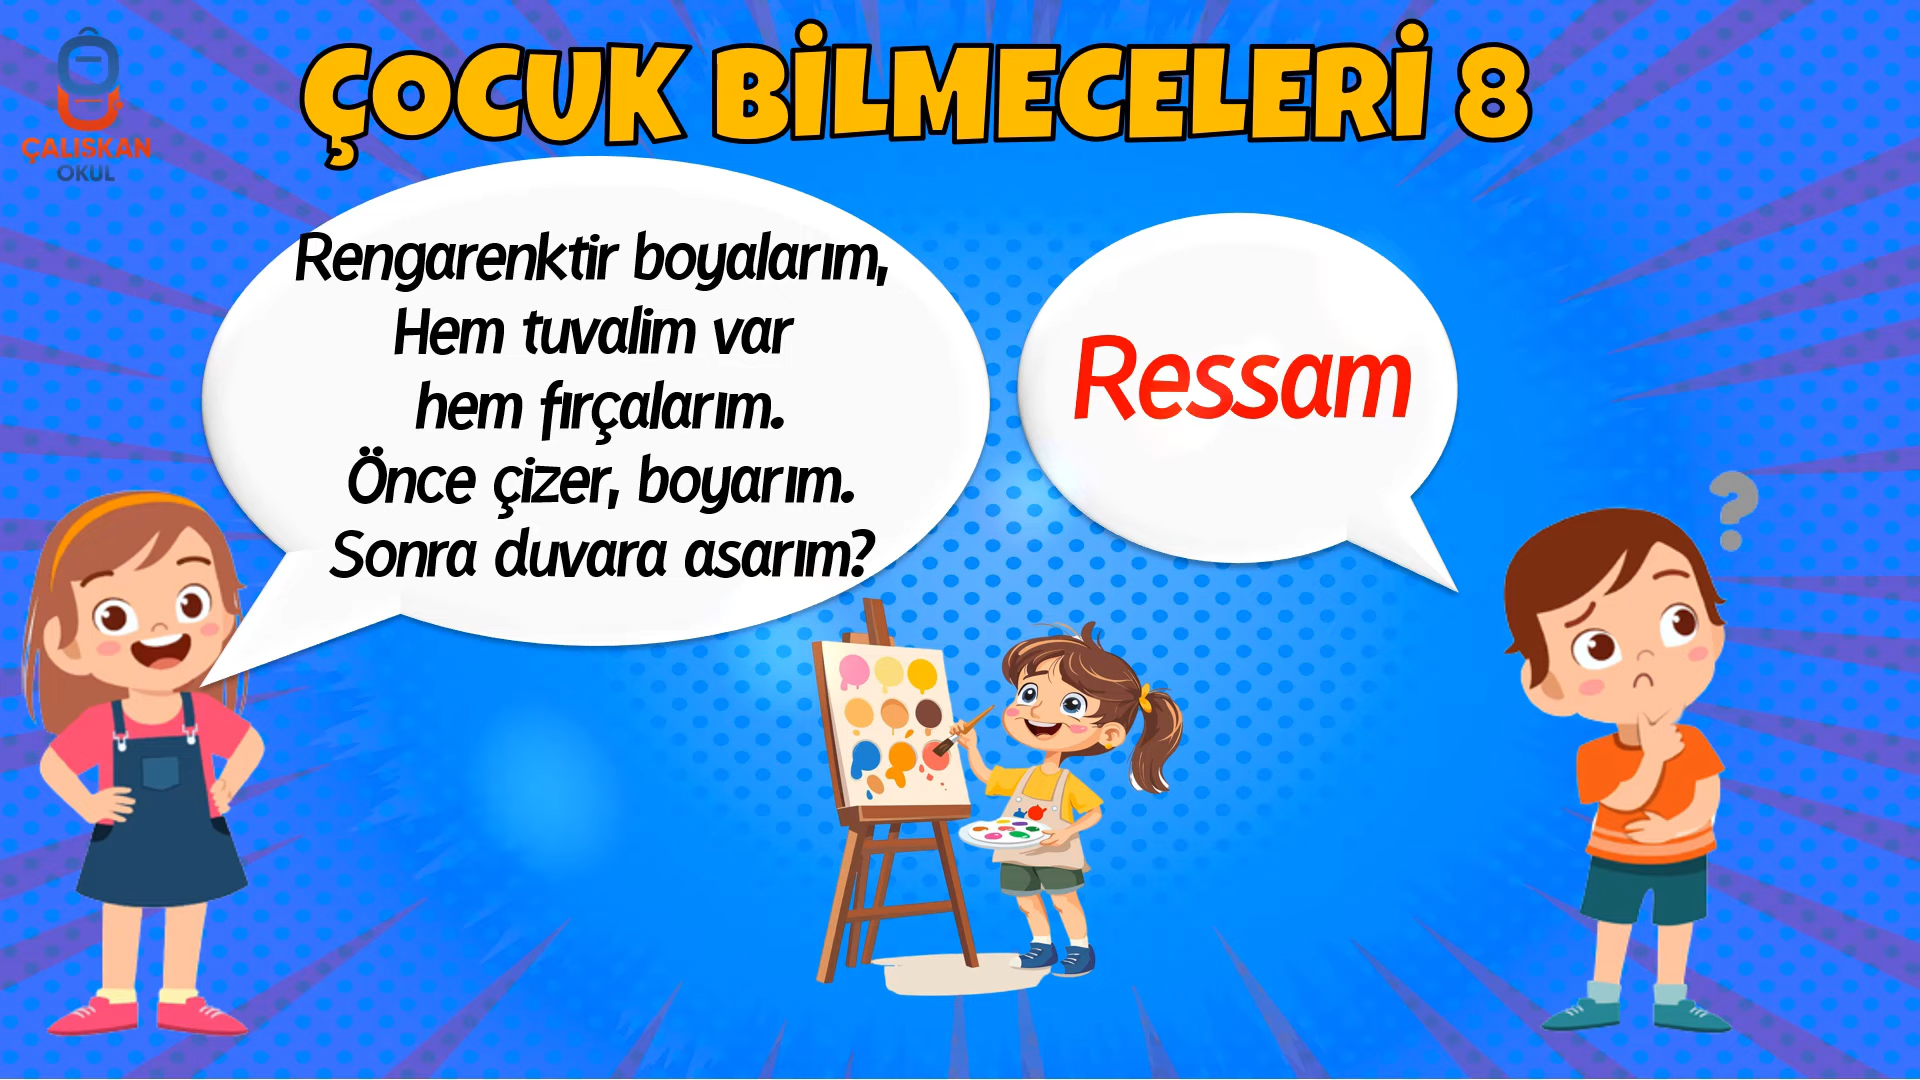 ÇALISKAN
OKUL
ÇOCUK BİLMECELERİ 8
Rengarenktir boyalarım,
Hem tuvalim var
hem fırçalarım.
Önce çizer, boyarım.
Sonra duvara asarım?
Ressam
?